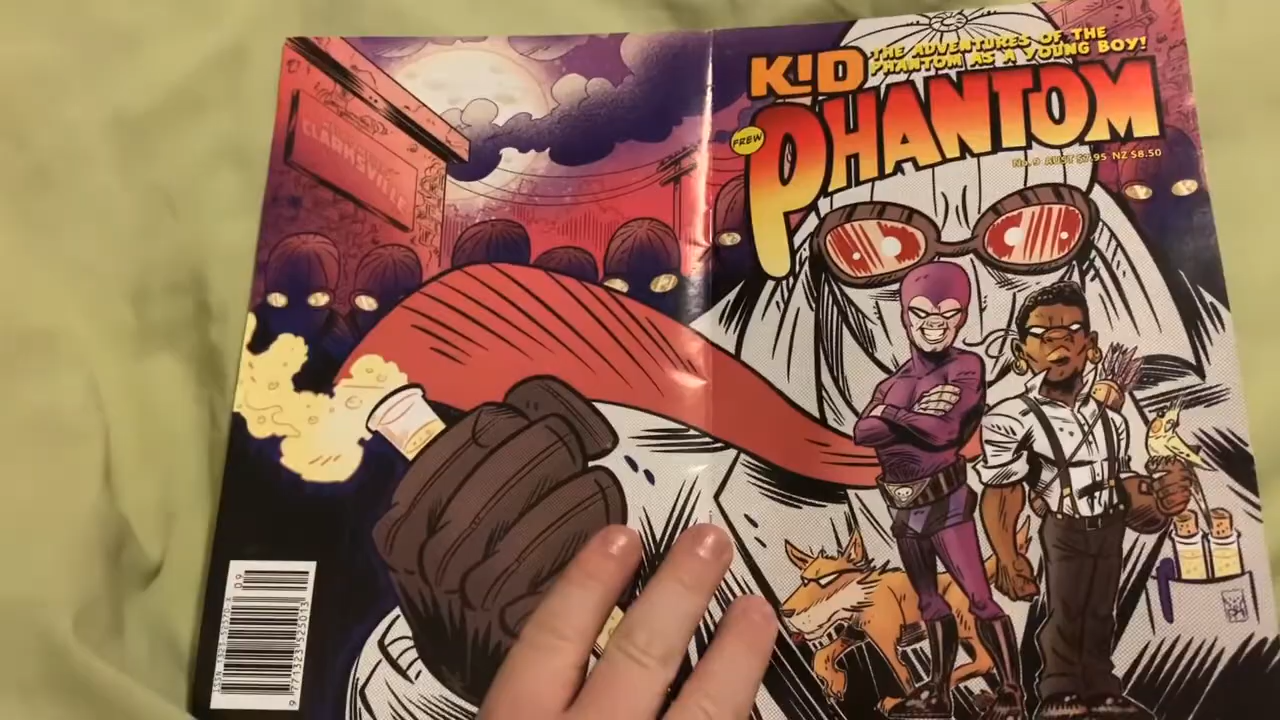 KID
THE ADVENTURES OF THE
PHANTOM AS A YOUNG BOY!
FREW
PHANTOM
No. 9 AUST $7.95 NZ $8.50
CLARKSVILLE
09